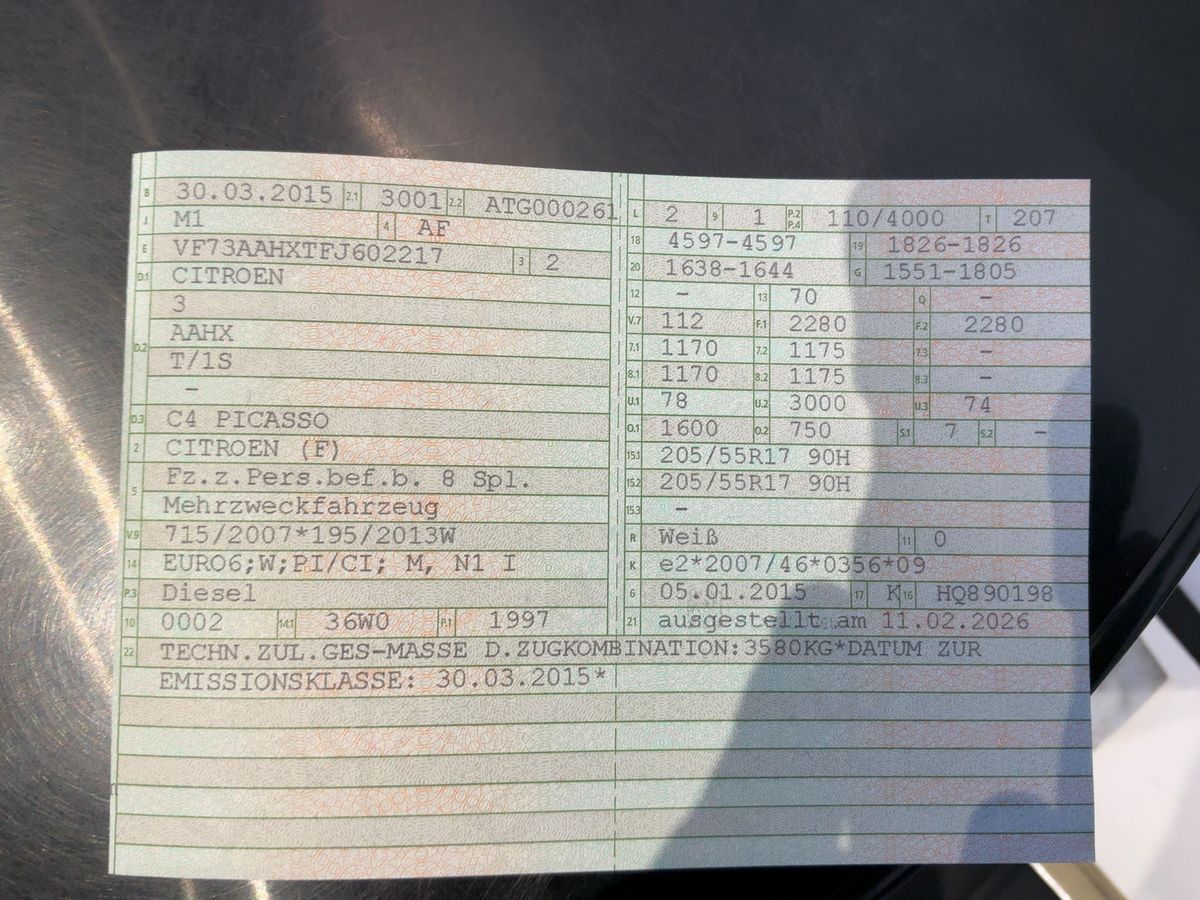 B 30.03.2015 2.1 3001 2.2 ATG000261
J M1 4 AF
E VF73AAHXTFJ602217 3 2
D.1 CITROEN
3
D.2 AAHX
T/1S
–
D.3 C4 PICASSO
2 CITROEN (F)
5 Fz.z.Pers.bef.b. 8 Spl.
Mehrzweckfahrzeug
V.9 715/2007*195/2013W
14 EURO6;W;PI/CI; M, N1 I
P.3 Diesel
10 0002 14.1 36W0 P.1 1997
L 2 9 1 P.2 P.4 110/4000 T 207
18 4597-4597 19 1826-1826
20 1638-1644 G 1551-1805
12 – 13 70 Q –
V.7 112 F.1 2280 F.2 2280
7.1 1170 7.2 1175 7.3 –
8.1 1170 8.2 1175 8.3 –
U.1 78 U.2 3000 U.3 74
O.1 1600 O.2 750 S.1 7 S.2 –
15.1 205/55R17 90H
15.2 205/55R17 90H
15.3 –
R Weiß 11 0
K e2*2007/46*0356*09
6 05.01.2015 17 K 16 HQ890198
21 ausgestellt am 11.02.2026
22 TECHN.ZUL.GES-MASSE D.ZUGKOMBINATION:3580KG*DATUM ZUR
EMISSIONSKLASSE: 30.03.2015*